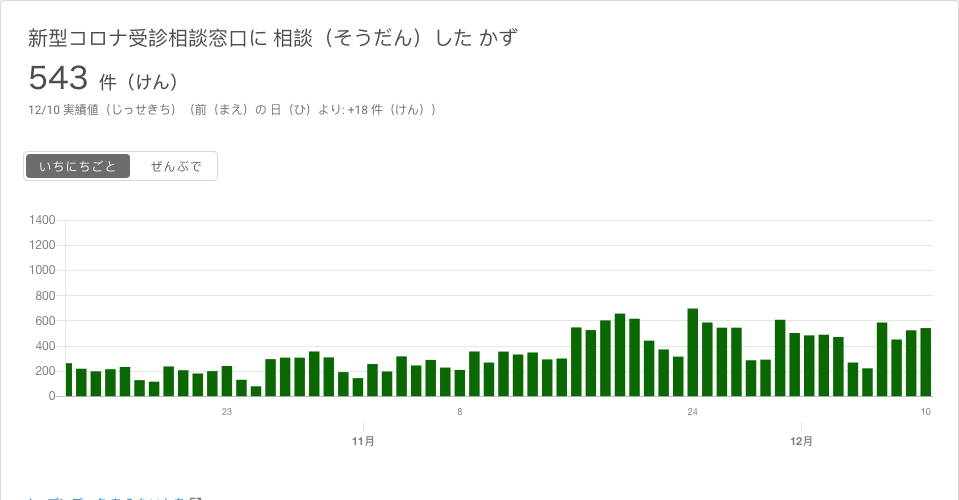 新型コロナ受診相談窓口に 相談（そうだん）した かず
543 件（けん）
12/10 実績値（じっせきち）（前（まえ）の 日（ひ）より: +18 件（けん））
いちにちごと ぜんぶで
1400
1200
1000
800
600
400
200
0
23 8 24 10
11月 12月